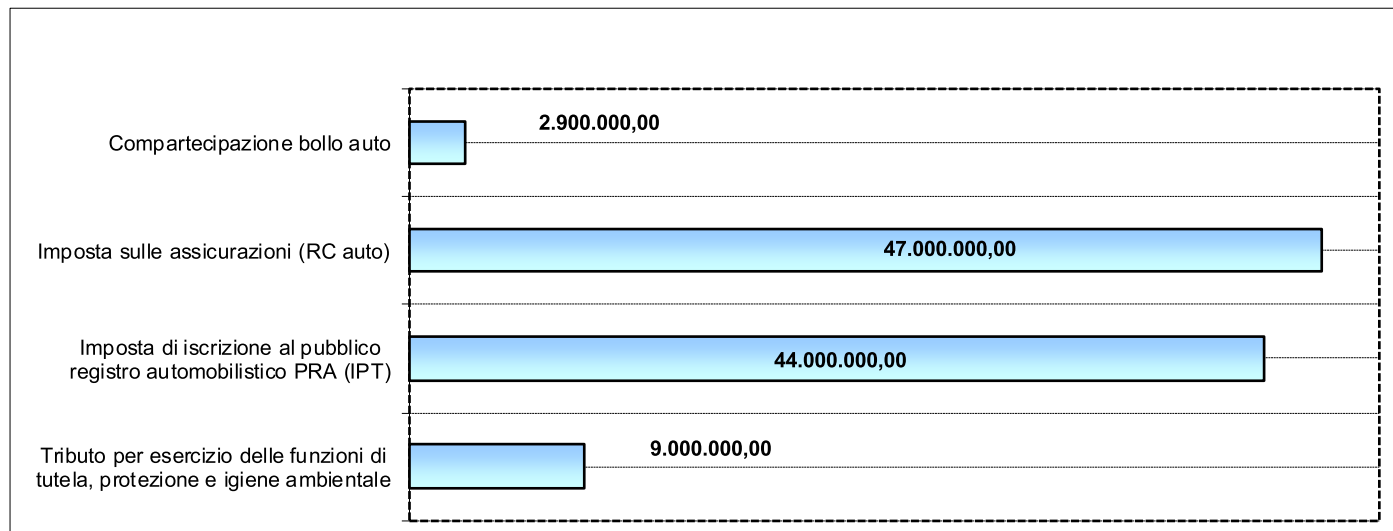 2.900.000,00
Compartecipazione bollo auto
Imposta sulle assicurazioni (RC auto)
47.000.000,00
Imposta di iscrizione al pubblico
registro automobilistico PRA (IPT)
44.000.000,00
Tributo per esercizio delle funzioni di
tutela, protezione e igiene ambientale
9.000.000,00